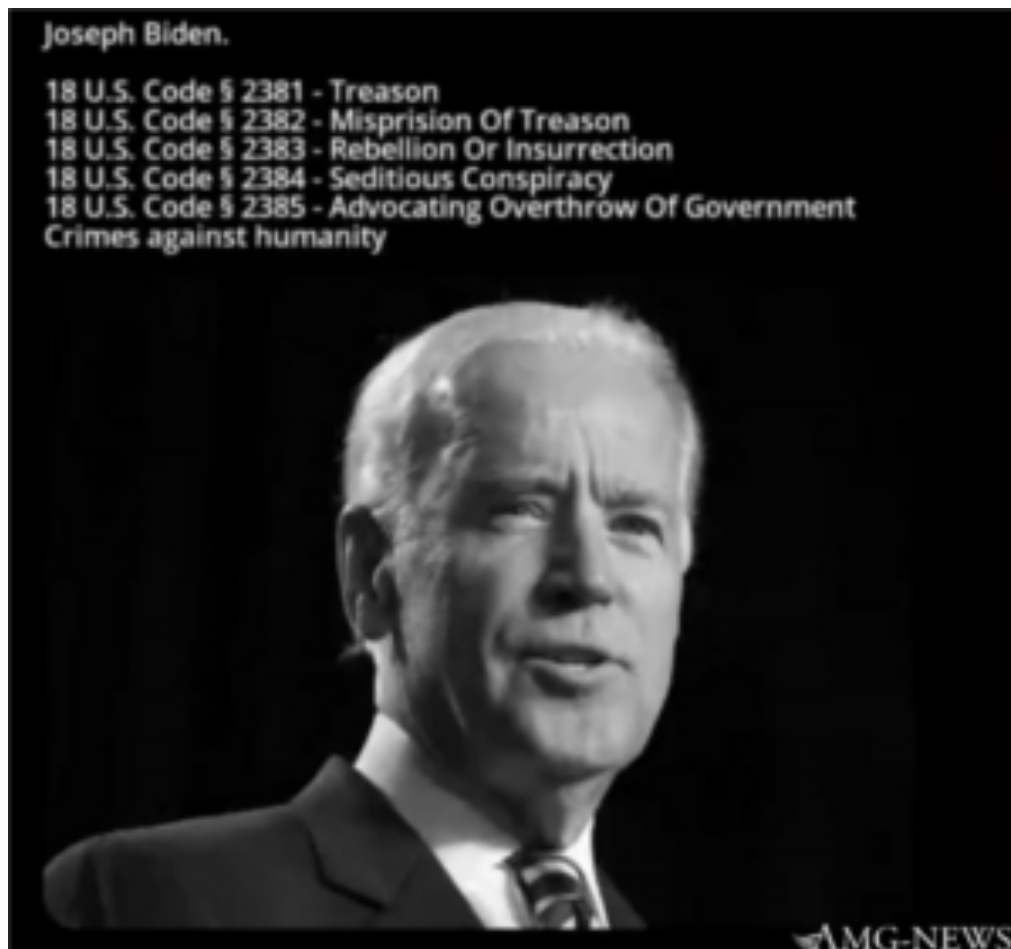 Joseph Biden.
18 U.S. Code § 2381 - Treason
18 U.S. Code § 2382 - Misprision Of Treason
18 U.S. Code § 2383 - Rebellion Or Insurrection
18 U.S. Code § 2384 - Seditious Conspiracy
18 U.S. Code § 2385 - Advocating Overthrow Of Government
Crimes against humanity
AMG-NEWS